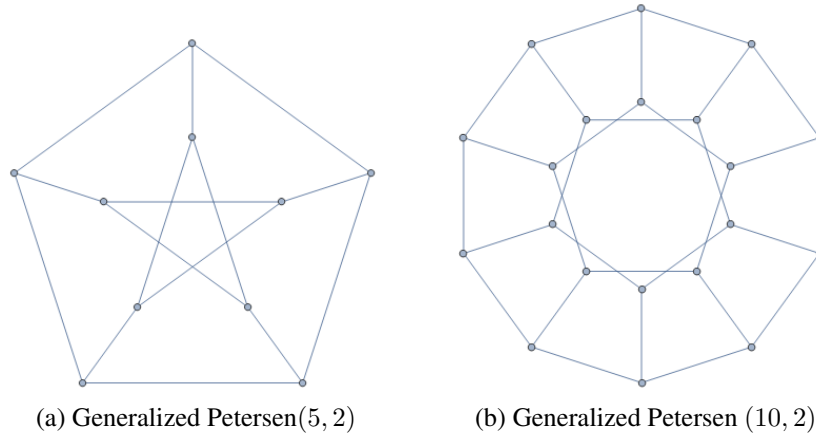 (a) Generalized Petersen(5, 2)
(b) Generalized Petersen (10, 2)